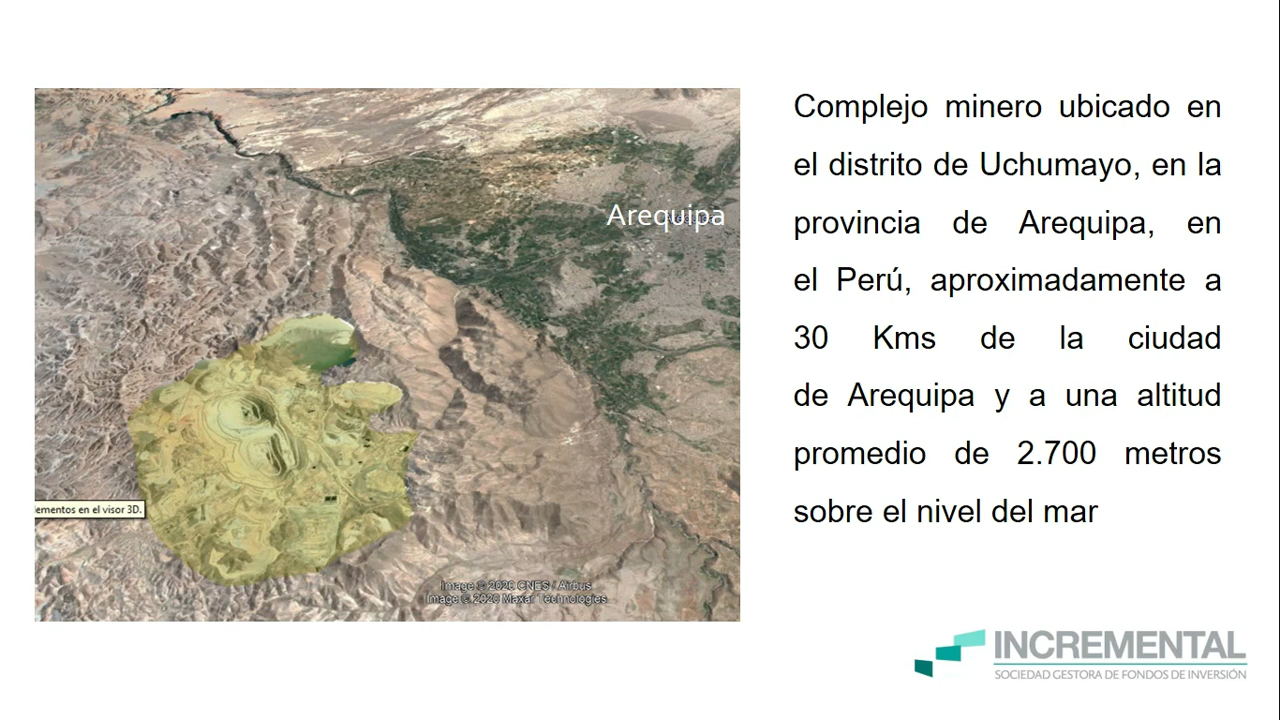 Arequipa
lementos en el visor 3D.
Image © 2020 CNES / Airbus
Image © 2020 Maxar Technologies
Complejo minero ubicado en
el distrito de Uchumayo, en la
provincia de Arequipa, en
el Perú, aproximadamente a
30 Kms de la ciudad
de Arequipa y a una altitud
promedio de 2.700 metros
sobre el nivel del mar
INCREMENTAL
SOCIEDAD GESTORA DE FONDOS DE INVERSIÓN